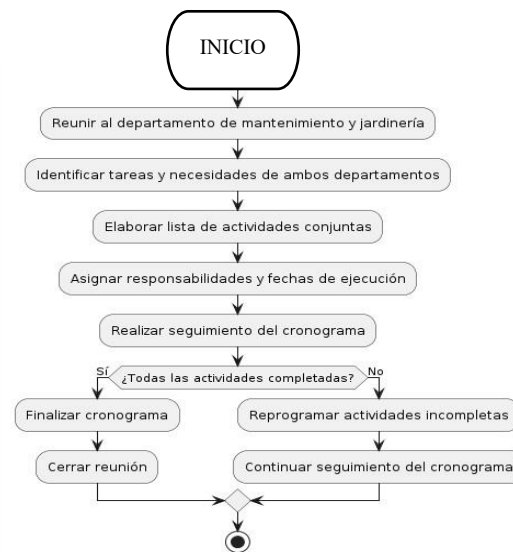 INICIO
Reunir al departamento de mantenimiento y jardinería
Identificar tareas y necesidades de ambos departamentos
Elaborar lista de actividades conjuntas
Asignar responsabilidades y fechas de ejecución
Realizar seguimiento del cronograma
Sí
¿Todas las actividades completadas?
No
Finalizar cronograma
Reprogramar actividades incompletas
Cerrar reunión
Continuar seguimiento del cronograma